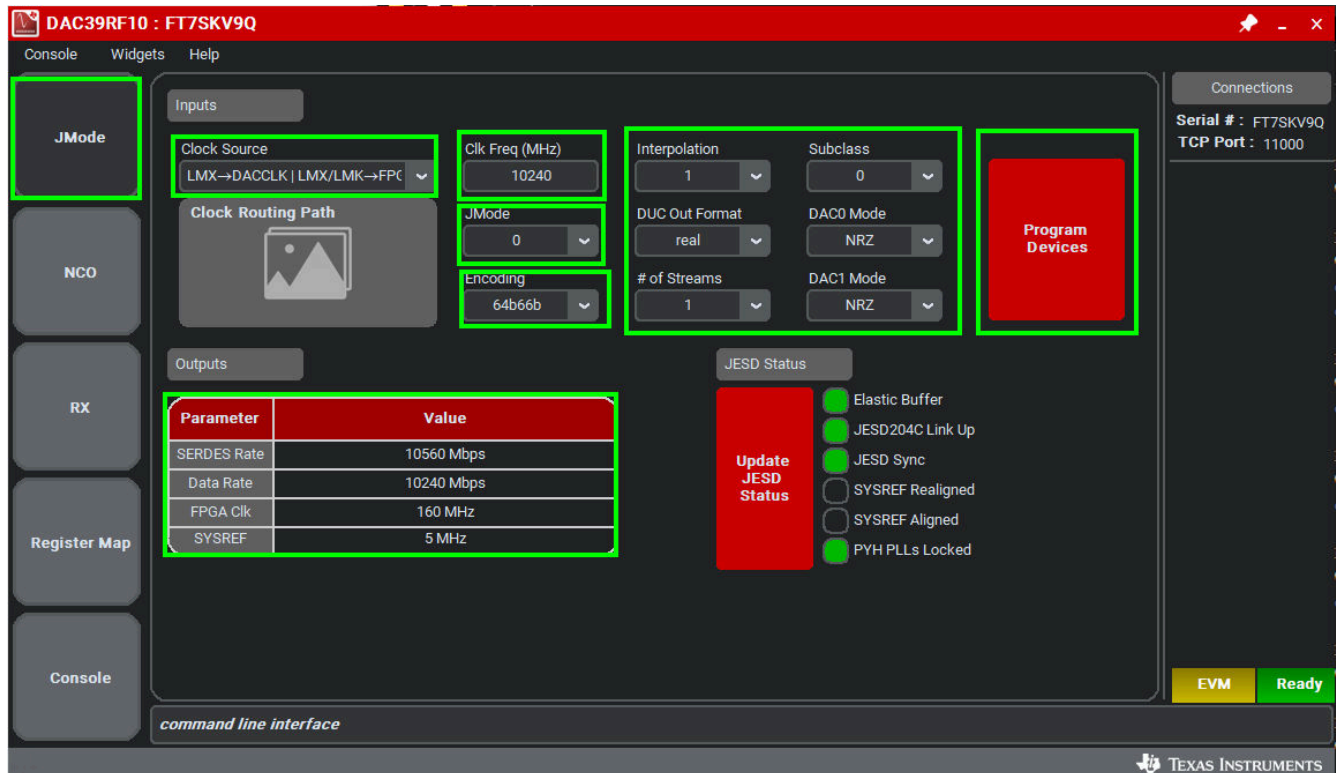 DAC39RF10 : FT7SKV9Q
Console Widgets Help
JMode
NCO
RX
Register Map
Console
Inputs
Clock Source
LMX→DACCLK | LMX/LMK→FPC
Clock Routing Path
Clk Freq (MHz)
10240
JMode
0
Encoding
64b66b
Interpolation
1
DUC Out Format
real
# of Streams
1
Subclass
0
DAC0 Mode
NRZ
DAC1 Mode
NRZ
Program
Devices
Outputs
Parameter Value
SERDES Rate 10560 Mbps
Data Rate 10240 Mbps
FPGA Clk 160 MHz
SYSREF 5 MHz
JESD Status
Update
JESD
Status
Elastic Buffer
JESD204C Link Up
JESD Sync
SYSREF Realigned
SYSREF Aligned
PYH PLLs Locked
command line interface
Connections
Serial # : FT7SKV9Q
TCP Port : 11000
EVM Ready
TEXAS INSTRUMENTS